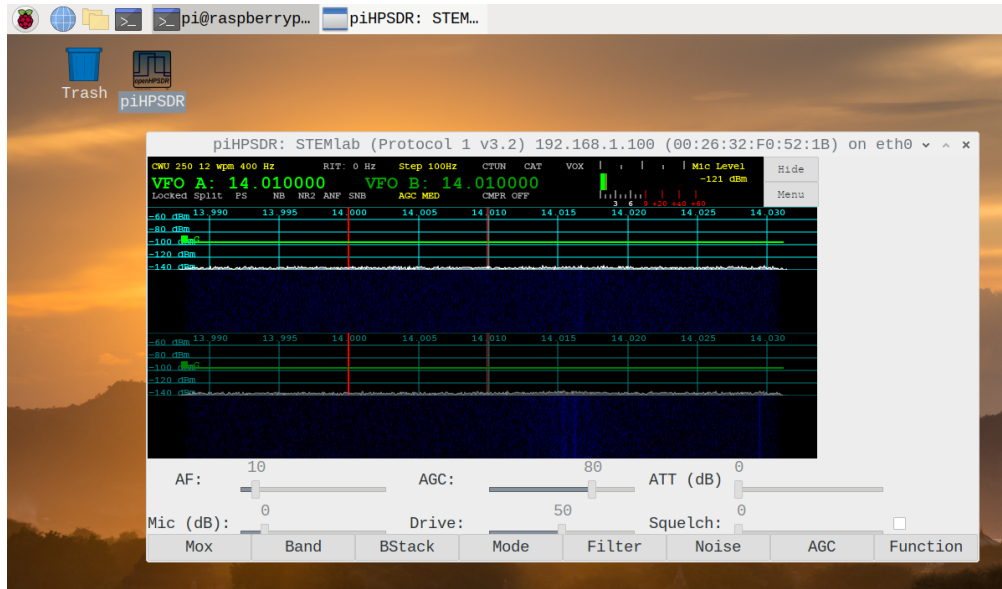 pi@raspberryp… piHPSDR: STEM…
Trash
openHPSDR
piHPSDR
piHPSDR: STEMlab (Protocol 1 v3.2) 192.168.1.100 (00:26:32:F0:52:1B) on eth0
CWU 250 12 wpm 400 Hz RIT: 0 Hz Step 100Hz CTUN CAT VOX Mic Level
-121 dBm
Hide
VFO A: 14.010000 VFO B: 14.010000
Locked Split PS NB NR2 ANF SNB AGC MED CMPR OFF
3 6 9 +20 +40 +60
Menu
-60 dBm 13.990 13.995 14.000 14.005 14.010 14.015 14.020 14.025 14.030
-80 dBm
-100 dBm
-120 dBm
-140 dBm
-60 dBm 13.990 13.995 14.000 14.005 14.010 14.015 14.020 14.025 14.030
-80 dBm
-100 dBm
-120 dBm
-140 dBm
AF: 10 AGC: 80 ATT (dB) 0
Mic (dB): 0 Drive: 50 Squelch: 0
Mox Band BStack Mode Filter Noise AGC Function